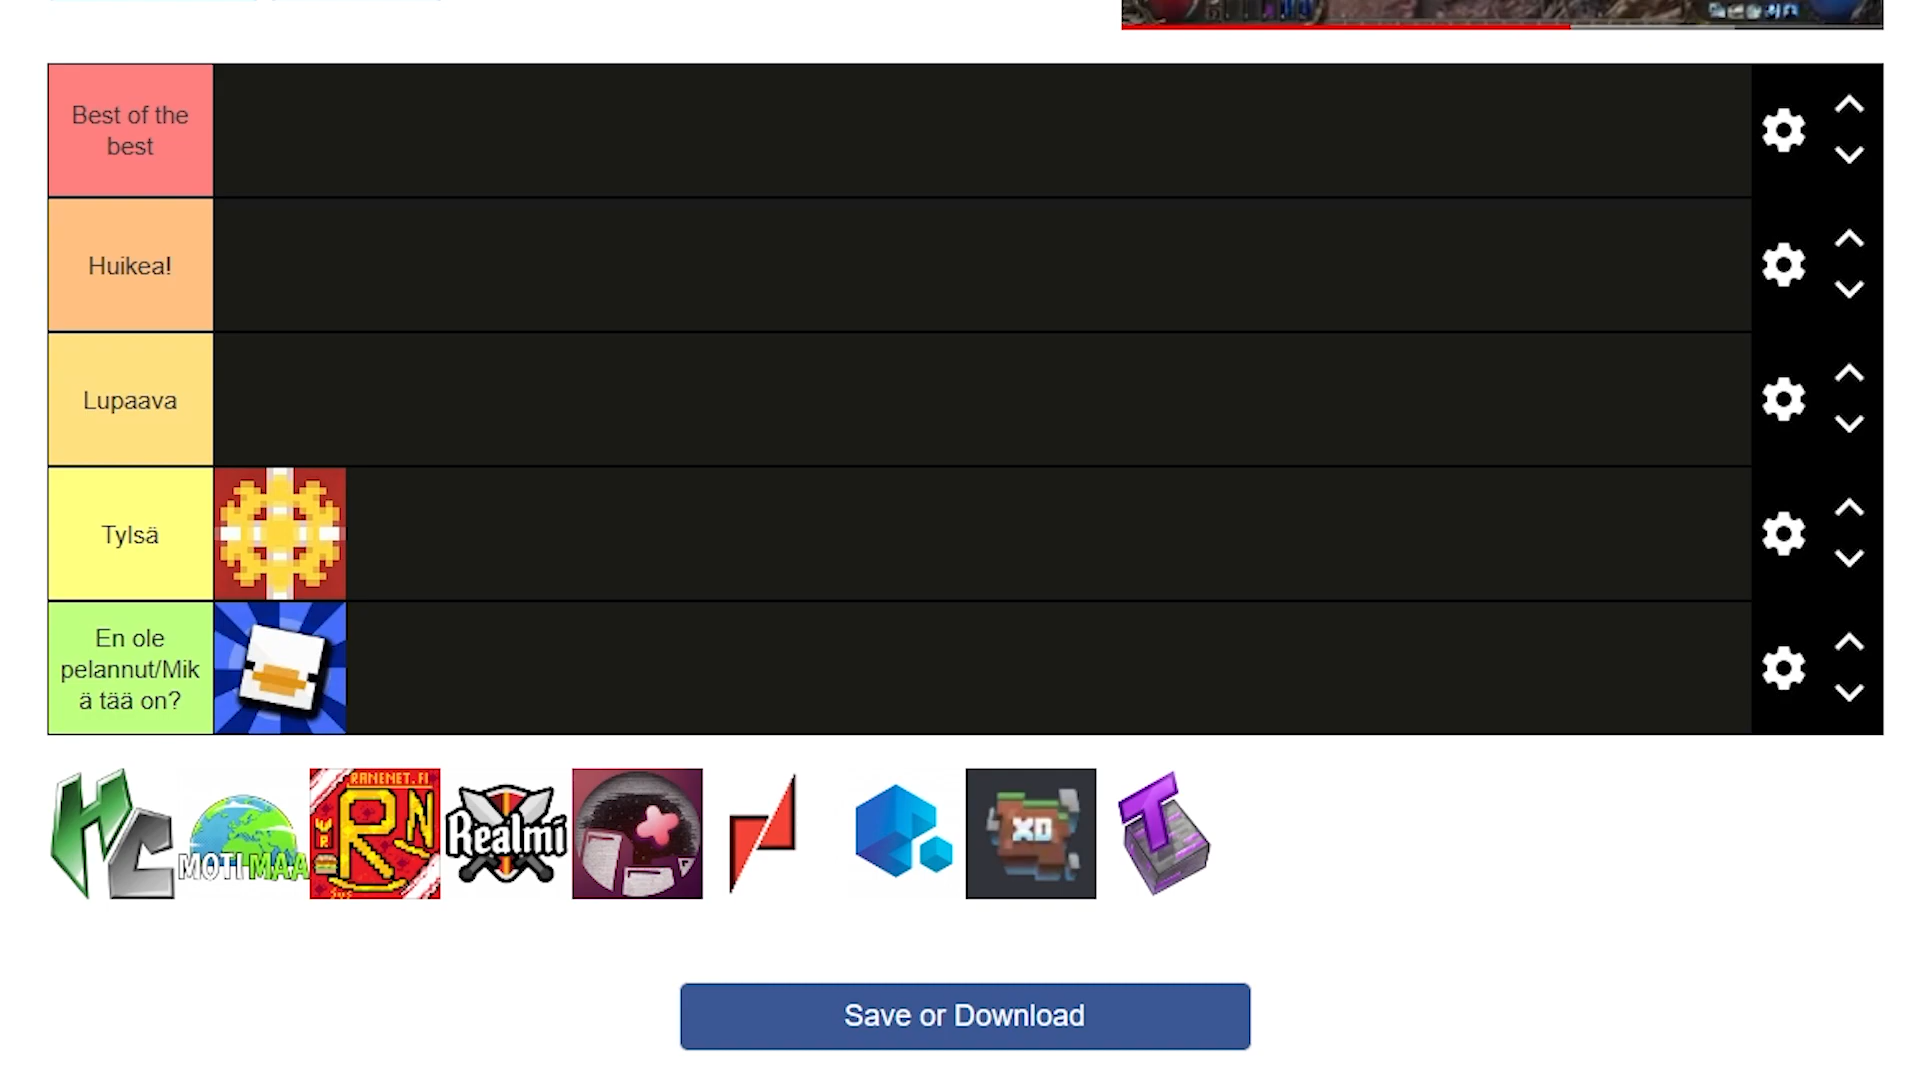 Best of the
best
Huikea!
Lupaava
Tylsä
En ole
pelannut/Mik
ä tää on?
HC
MOTIMAA
RANENET.FI
RN
Realmi
XD
T
Save or Download